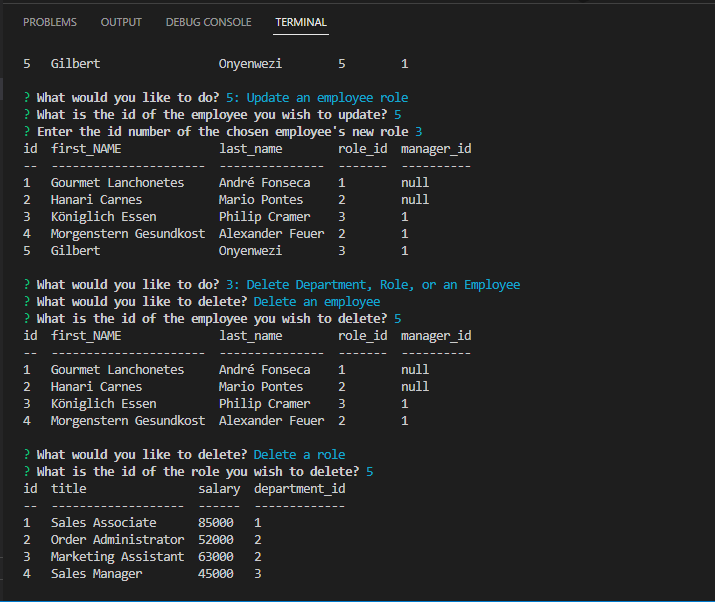 PROBLEMS OUTPUT DEBUG CONSOLE TERMINAL
5 Gilbert Onyenwezi 5 1
? What would you like to do? 5: Update an employee role
? What is the id of the employee you wish to update? 5
? Enter the id number of the chosen employee's new role 3
id first_NAME last_name role_id manager_id
-- ---------------------- --------------- ------- ----------
1 Gourmet Lanchonetes André Fonseca 1 null
2 Hanari Carnes Mario Pontes 2 null
3 Königlich Essen Philip Cramer 3 1
4 Morgenstern Gesundkost Alexander Feuer 2 1
5 Gilbert Onyenwezi 3 1
? What would you like to do? 3: Delete Department, Role, or an Employee
? What would you like to delete? Delete an employee
? What is the id of the employee you wish to delete? 5
id first_NAME last_name role_id manager_id
-- ---------------------- --------------- ------- ----------
1 Gourmet Lanchonetes André Fonseca 1 null
2 Hanari Carnes Mario Pontes 2 null
3 Königlich Essen Philip Cramer 3 1
4 Morgenstern Gesundkost Alexander Feuer 2 1
? What would you like to delete? Delete a role
? What is the id of the role you wish to delete? 5
id title salary department_id
-- ------------------- ------ -------------
1 Sales Associate 85000 1
2 Order Administrator 52000 2
3 Marketing Assistant 63000 2
4 Sales Manager 45000 3